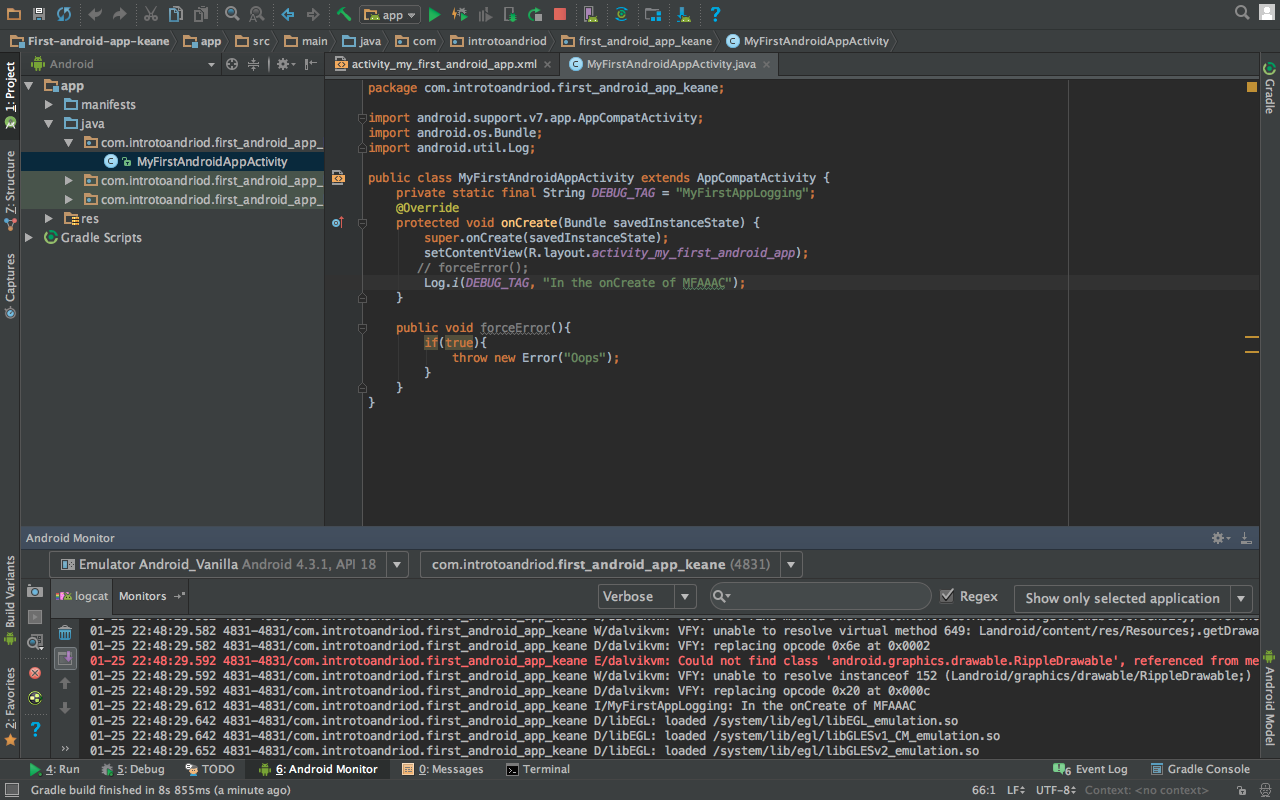 app
First-android-app-keane app src main java com introtoandriod first_android_app_keane MyFirstAndroidAppActivity
1: Project
Z: Structure
Captures
Build Variants
2: Favorites
Android
app
manifests
java
com.introtoandriod.first_android_app_
MyFirstAndroidAppActivity
com.introtoandriod.first_android_app_
com.introtoandriod.first_android_app_
res
Gradle Scripts
activity_my_first_android_app.xml MyFirstAndroidAppActivity.java
package com.introtoandriod.first_android_app_keane;
import android.support.v7.app.AppCompatActivity;
import android.os.Bundle;
import android.util.Log;
public class MyFirstAndroidAppActivity extends AppCompatActivity {
private static final String DEBUG_TAG = "MyFirstAppLogging";
@Override
protected void onCreate(Bundle savedInstanceState) {
super.onCreate(savedInstanceState);
setContentView(R.layout.activity_my_first_android_app);
// forceError();
Log.i(DEBUG_TAG, "In the onCreate of MFAAAC");
}
public void forceError(){
if(true){
throw new Error("Oops");
}
}
}
Gradle
Android Model
Android Monitor
Emulator Android_Vanilla Android 4.3.1, API 18 com.introtoandriod.first_android_app_keane (4831)
logcat Monitors Verbose Regex Show only selected application
01-25 22:48:29.582 4831-4831/com.introtoandriod.first_android_app_keane W/dalvikvm: VFY: unable to resolve virtual method 649: Landroid/content/res/Resources;.getDrawa
01-25 22:48:29.582 4831-4831/com.introtoandriod.first_android_app_keane D/dalvikvm: VFY: replacing opcode 0x6e at 0x0002
01-25 22:48:29.592 4831-4831/com.introtoandriod.first_android_app_keane E/dalvikvm: Could not find class 'android.graphics.drawable.RippleDrawable', referenced from me
01-25 22:48:29.592 4831-4831/com.introtoandriod.first_android_app_keane W/dalvikvm: VFY: unable to resolve instanceof 152 (Landroid/graphics/drawable/RippleDrawable;)
01-25 22:48:29.592 4831-4831/com.introtoandriod.first_android_app_keane D/dalvikvm: VFY: replacing opcode 0x20 at 0x000c
01-25 22:48:29.612 4831-4831/com.introtoandriod.first_android_app_keane I/MyFirstAppLogging: In the onCreate of MFAAAC
01-25 22:48:29.642 4831-4831/com.introtoandriod.first_android_app_keane D/libEGL: loaded /system/lib/egl/libEGL_emulation.so
01-25 22:48:29.642 4831-4831/com.introtoandriod.first_android_app_keane D/libEGL: loaded /system/lib/egl/libGLESv1_CM_emulation.so
01-25 22:48:29.652 4831-4831/com.introtoandriod.first_android_app_keane D/libEGL: loaded /system/lib/egl/libGLESv2_emulation.so
4: Run 5: Debug TODO 6: Android Monitor 0: Messages Terminal 6 Event Log Gradle Console
Gradle build finished in 8s 855ms (a minute ago) 66:1 LF UTF-8 Context: <no context>